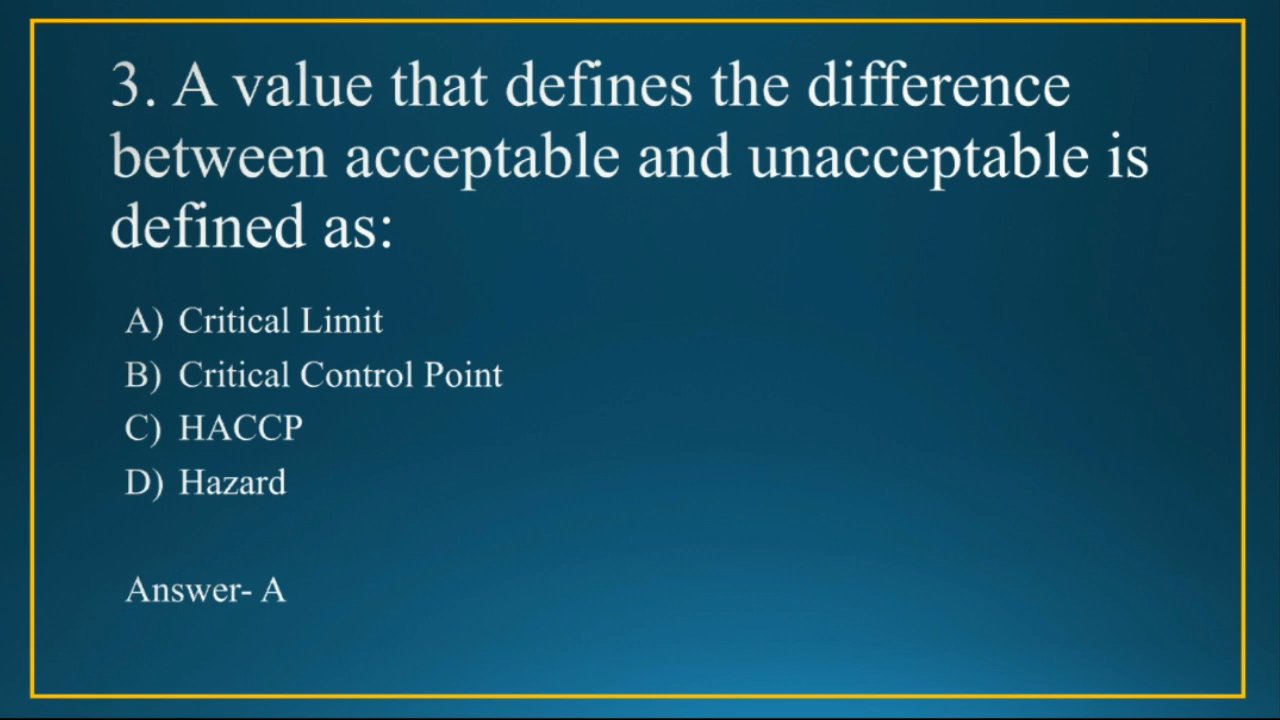 3. A value that defines the difference
between acceptable and unacceptable is
defined as:
A) Critical Limit
B) Critical Control Point
C) HACCP
D) Hazard
Answer- A